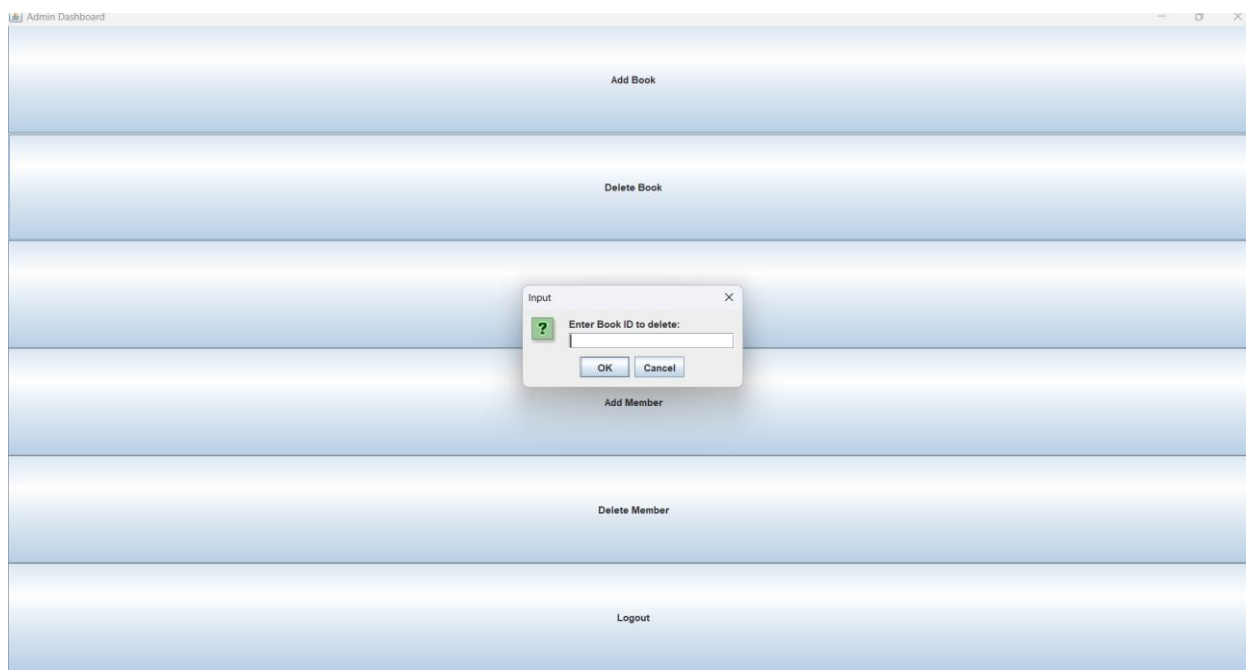 Admin Dashboard
Add Book
Delete Book
Input
Enter Book ID to delete:
OK Cancel
Add Member
Delete Member
Logout